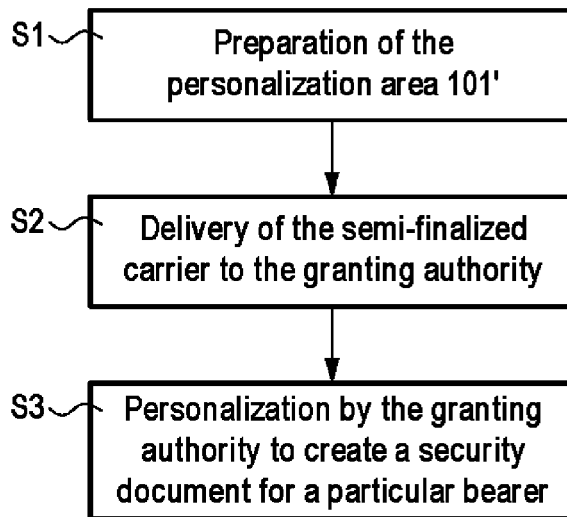 S1
Preparation of the
personalization area 101'
S2
Delivery of the semi-finalized
carrier to the granting authority
S3
Personalization by the granting
authority to create a security
document for a particular bearer